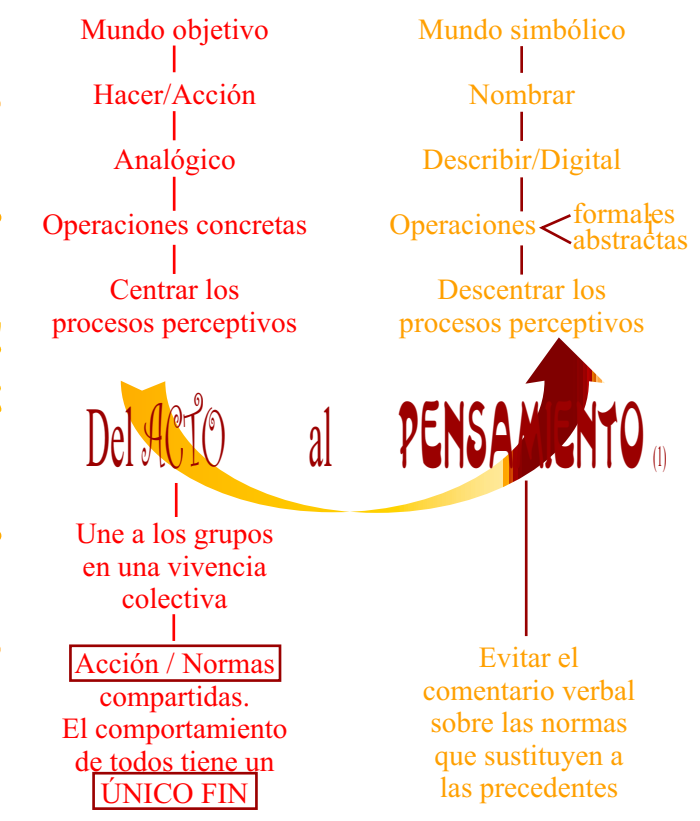 Mundo objetivo
Hacer/Acción
Analógico
Operaciones concretas
Centrar los
procesos perceptivos
Mundo simbólico
Nombrar
Describir/Digital
Operaciones
formales
abstractas
Descentrar los
procesos perceptivos
Del ACTO al PENSAMIENTO (1)
Une a los grupos
en una vivencia
colectiva
Acción / Normas
compartidas.
El comportamiento
de todos tiene un
ÚNICO FIN
Evitar el
comentario verbal
sobre las normas
que sustituyen a
las precedentes